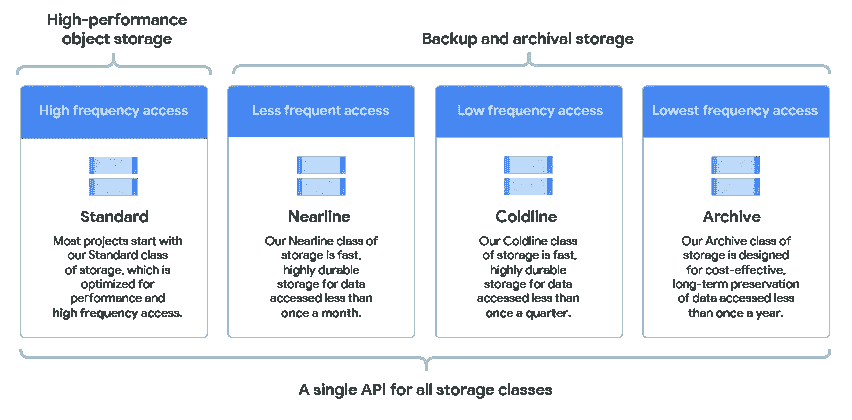 High-performance
object storage
Backup and archival storage
High frequency access
Less frequent access
Low frequency access
Lowest frequency access
Standard
Most projects start with
our Standard class
of storage, which is
optimized for
performance and
high frequency access.
Nearline
Our Nearline class of
storage is fast,
highly durable
storage for data
accessed less than
once a month.
Coldline
Our Coldline class
of storage is fast,
highly durable
storage for data
accessed less than
once a quarter.
Archive
Our Archive class of
storage is designed
for cost-effective,
long-term preservation
of data accessed less
than once a year.
A single API for all storage classes